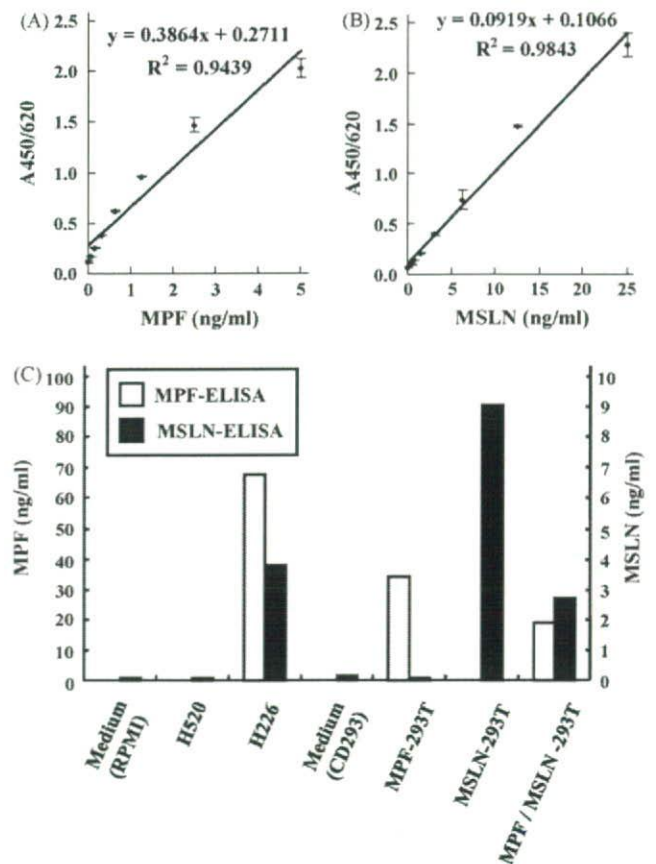 (A)
y = 0.3864x + 0.2711
R² = 0.9439
A450/620
2.5
2.0
1.5
1.0
0.5
0.0
0 1 2 3 4 5
MPF (ng/ml)
(B)
y = 0.0919x + 0.1066
R² = 0.9843
A450/620
2.5
2.0
1.5
1.0
0.5
0.0
0 5 10 15 20 25
MSLN (ng/ml)
(C)
MPF-ELISA
MSLN-ELISA
MPF (ng/ml)
100
90
80
70
60
50
40
30
20
10
0
10
9
8
7
6
5
4
3
2
1
0
MSLN (ng/ml)
Medium
(RPMI)
H520
H226
Medium
(CD293)
MPF-293T
MSLN-293T
MPF / MSLN -293T